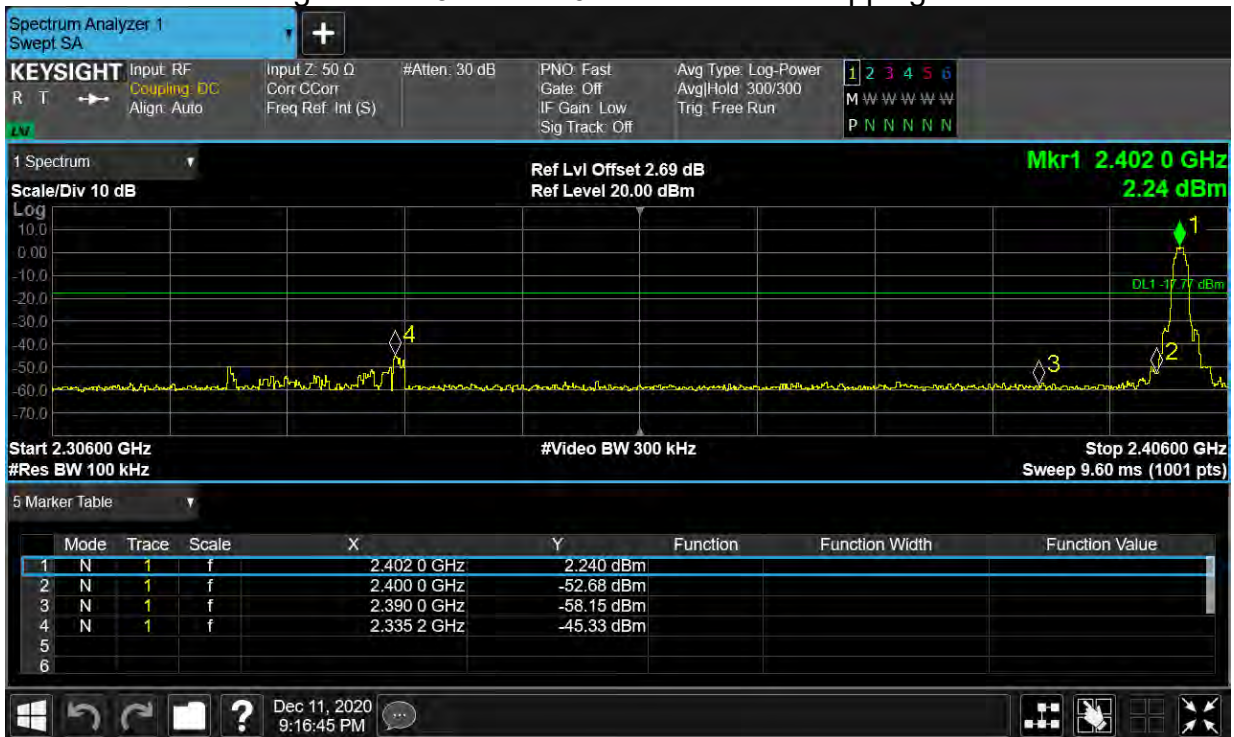 Spectrum Analyzer 1
Swept SA
+
KEYSIGHT
R T
LXI
Input: RF
Coupling: DC
Align: Auto
Input Z: 50 Ω
Corr CCorr
Freq Ref: Int (S)
#Atten: 30 dB
PNO: Fast
Gate: Off
IF Gain: Low
Sig Track: Off
Avg Type: Log-Power
Avg|Hold: 300/300
Trig: Free Run
1 2 3 4 5 6
M W W W W W
P N N N N N
1 Spectrum
Scale/Div 10 dB
Ref Lvl Offset 2.69 dB
Ref Level 20.00 dBm
Mkr1 2.402 0 GHz
2.24 dBm
Log
10.0
0.00
-10.0
-20.0
-30.0
-40.0
-50.0
-60.0
-70.0
1
DL1 -17.77 dBm
4
3
2
Start 2.30600 GHz
#Res BW 100 kHz
#Video BW 300 kHz
Stop 2.40600 GHz
Sweep 9.60 ms (1001 pts)
5 Marker Table
Mode Trace Scale X Y Function Function Width Function Value
1 N 1 f 2.402 0 GHz 2.240 dBm
2 N 1 f 2.400 0 GHz -52.68 dBm
3 N 1 f 2.390 0 GHz -58.15 dBm
4 N 1 f 2.335 2 GHz -45.33 dBm
5
6
?
Dec 11, 2020
9:16:45 PM